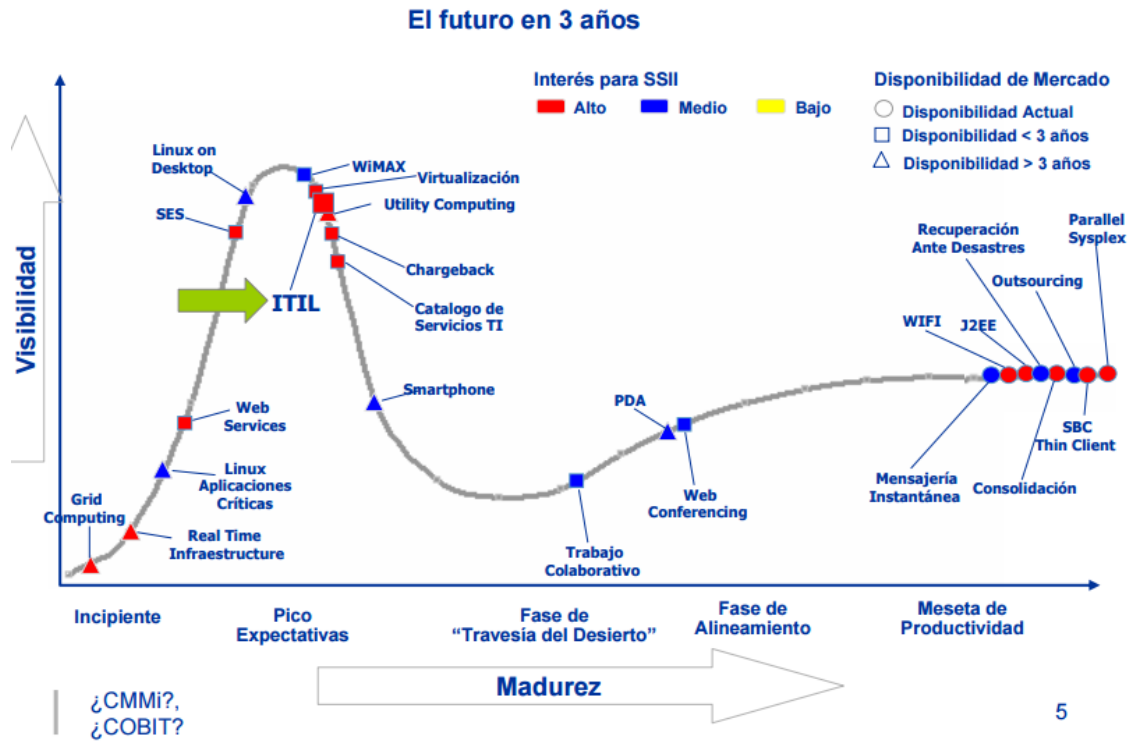 El futuro en 3 años
Interés para SSII
Alto
Medio
Bajo
Disponibilidad de Mercado
Disponibilidad Actual
Disponibilidad < 3 años
Disponibilidad > 3 años
Visibilidad
Linux on
Desktop
WiMAX
Virtualización
Utility Computing
SES
Chargeback
ITIL
Catalogo de
Servicios TI
Smartphone
Web
Services
Linux
Aplicaciones
Críticas
Grid
Computing
Real Time
Infraestructure
PDA
Web
Conferencing
Trabajo
Colaborativo
Recuperación
Ante Desastres
Parallel
Sysplex
Outsourcing
WIFI
J2EE
SBC
Thin Client
Mensajería
Instantánea
Consolidación
Incipiente
Pico
Expectativas
Fase de
“Travesía del Desierto”
Fase de
Alineamiento
Meseta de
Productividad
Madurez
¿CMMi?,
¿COBIT?
5